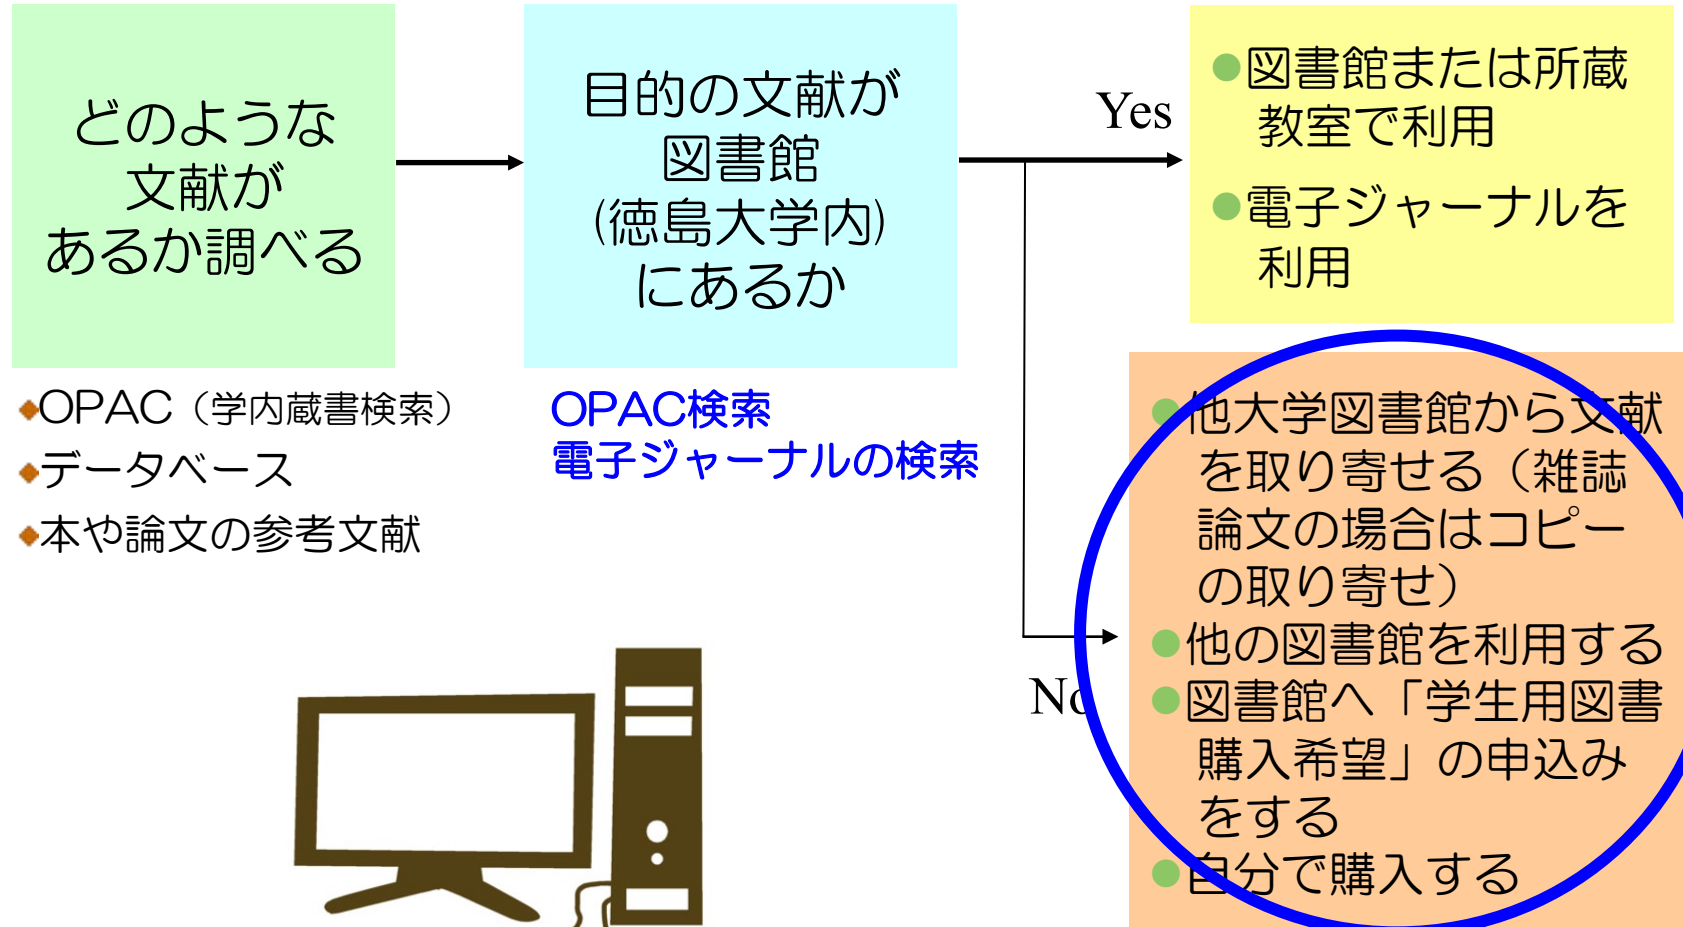 どのような
文献が
あるか調べる
◆OPAC（学内蔵書検索）
◆データベース
◆本や論文の参考文献
目的の文献が
図書館
(徳島大学内)
にあるか
OPAC検索
電子ジャーナルの検索
Yes
●図書館または所蔵
教室で利用
●電子ジャーナルを
利用
No
●他大学図書館から文献
を取り寄せる（雑誌
論文の場合はコピー
の取り寄せ）
●他の図書館を利用する
●図書館へ「学生用図書
購入希望」の申込み
をする
●自分で購入する